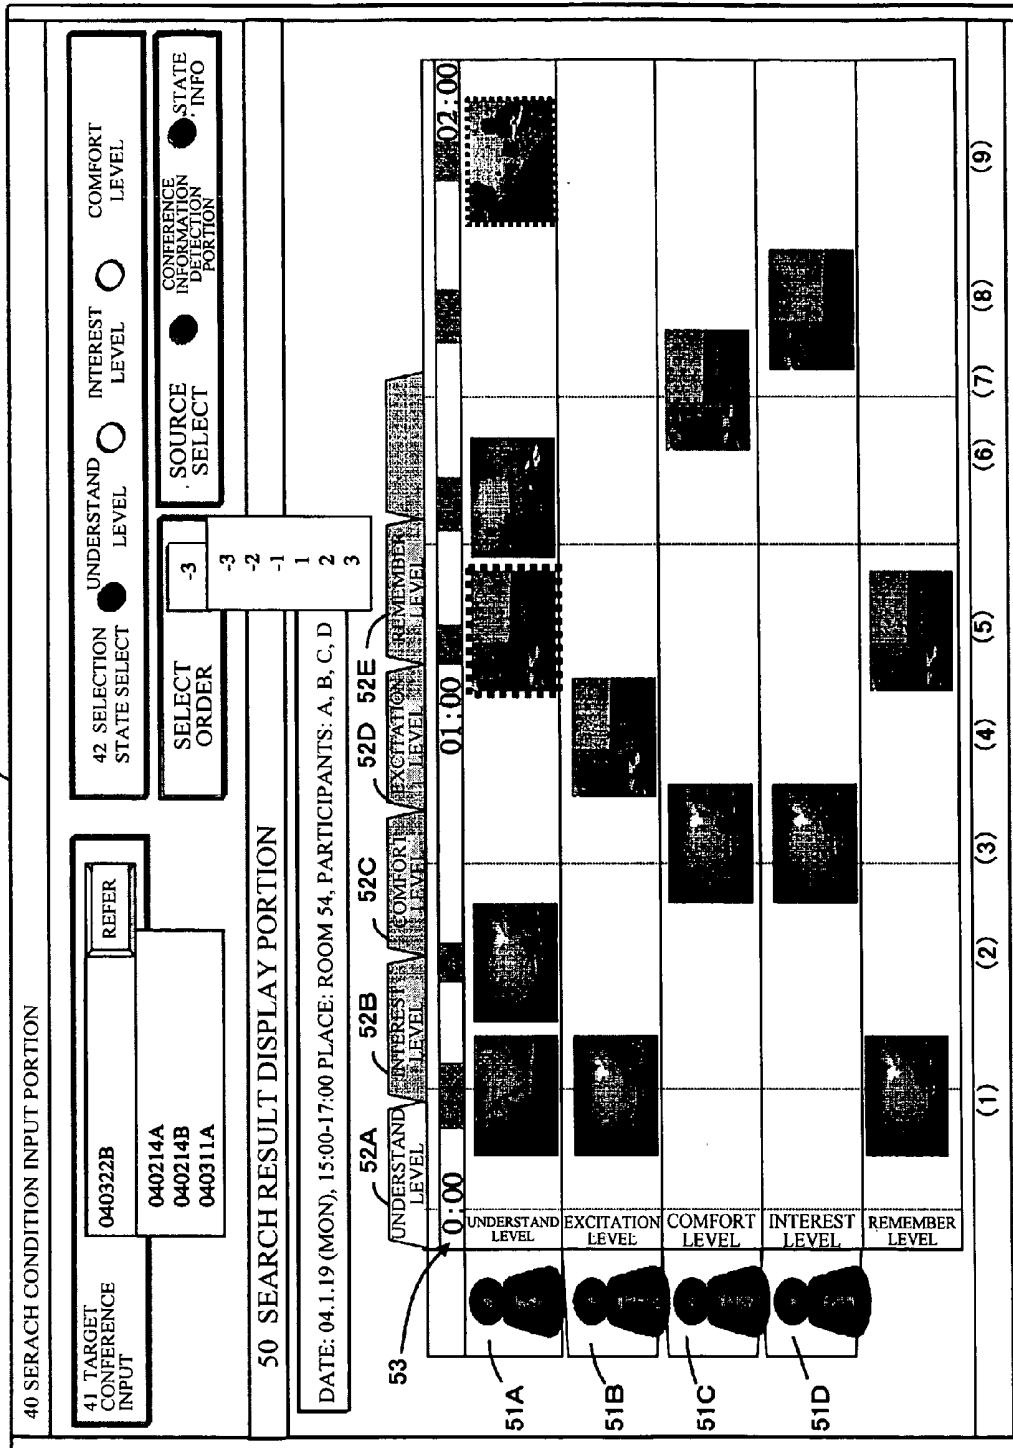 40 SERACH CONDITION INPUT PORTION
41 TARGET
CONFERENCE
INPUT
040322B
REFER
040214A
040214B
040311A
42 SELECTION
STATE SELECT
UNDERSTAND
LEVEL
INTEREST
LEVEL
COMFORT
LEVEL
SELECT
ORDER
-3
-3
-2
-1
1
2
3
SOURCE
SELECT
CONFERENCE
INFORMATION
DETECTION
PORTION
STATE
INFO
50 SEARCH RESULT DISPLAY PORTION
DATE: 04.1.19 (MON), 15:00-17:00 PLACE: ROOM 54, PARTICIPANTS: A, B, C, D
52A
52B
52C
52D
52E
UNDERSTAND
LEVEL
INTEREST
LEVEL
COMFORT
LEVEL
EXCITATION
LEVEL
REMEMBER
LEVEL
53
0:00
01:00
02:00
51A
UNDERSTAND
LEVEL
51B
EXCITATION
LEVEL
51C
COMFORT
LEVEL
51D
INTEREST
LEVEL
REMEMBER
LEVEL
(1)
(2)
(3)
(4)
(5)
(6)
(7)
(8)
(9)